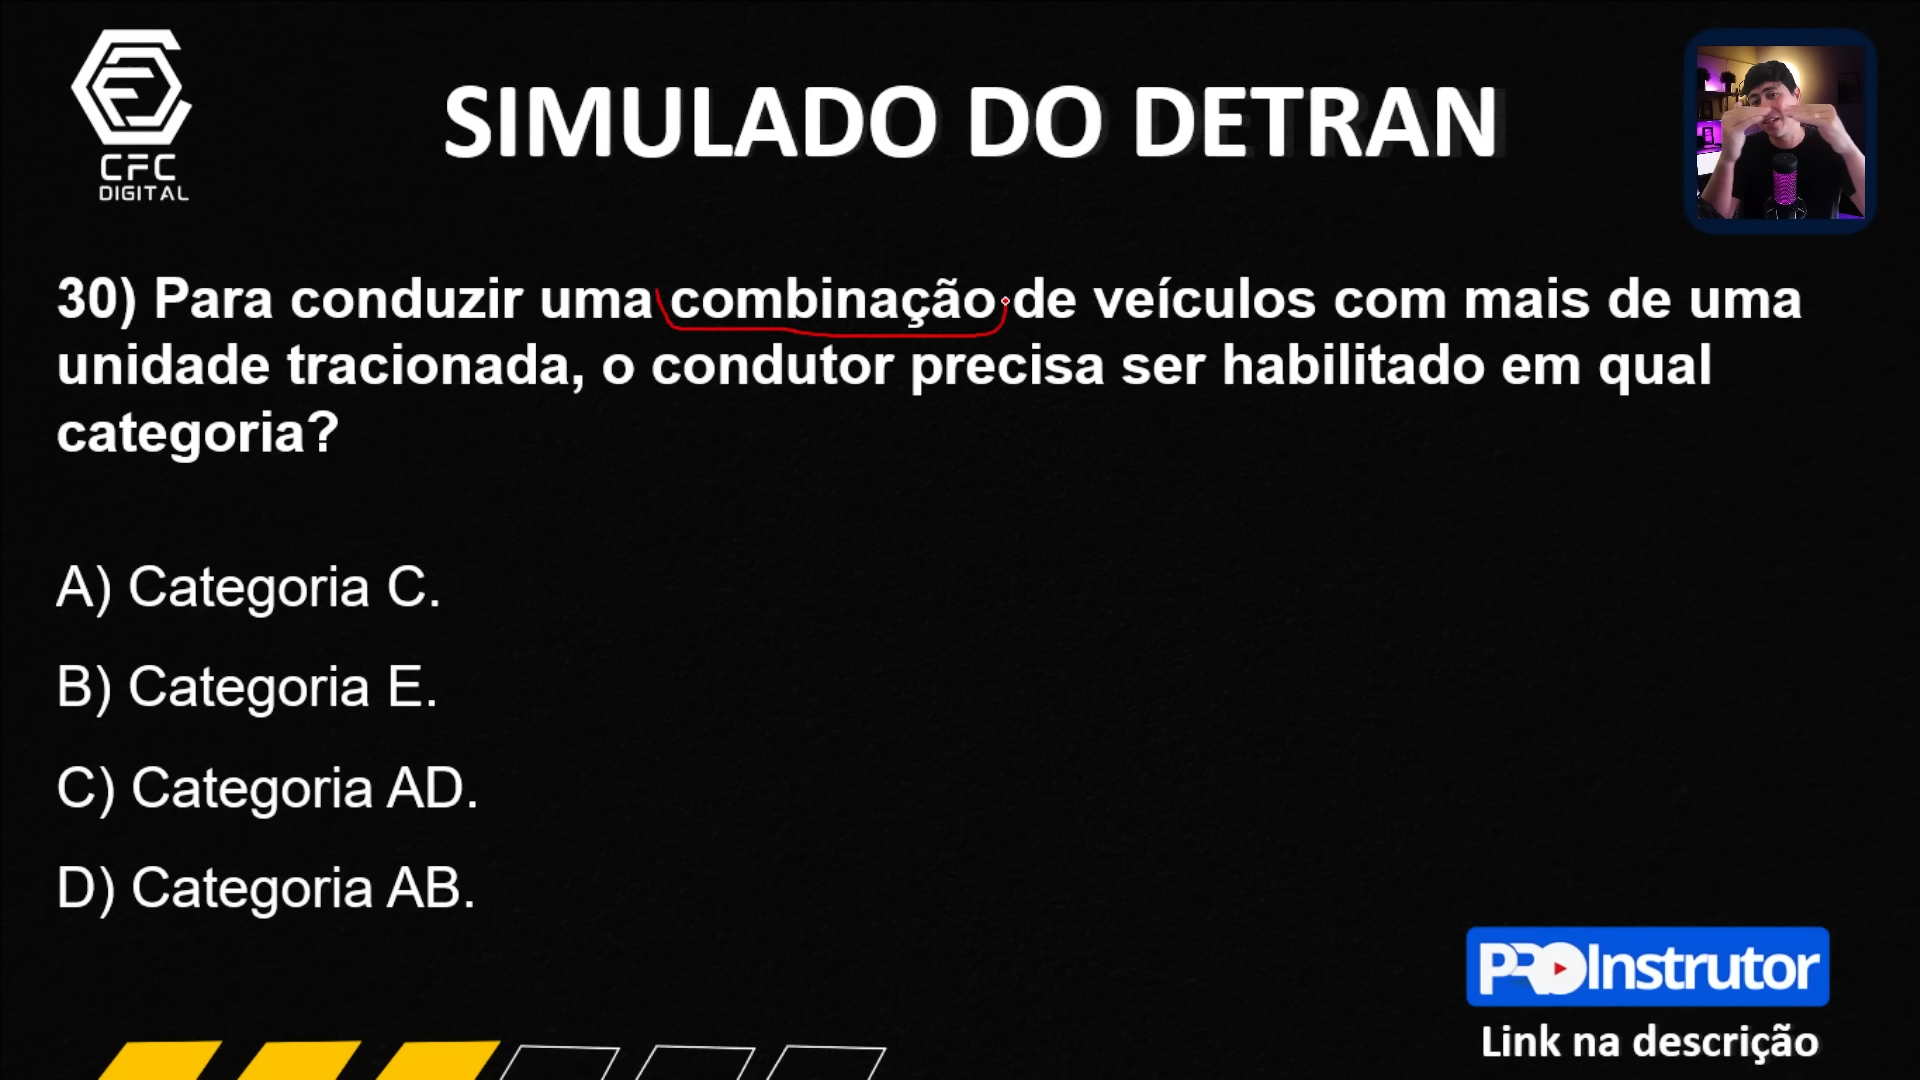 CFC
DIGITAL
SIMULADO DO DETRAN
30) Para conduzir uma combinação de veículos com mais de uma
unidade tracionada, o condutor precisa ser habilitado em qual
categoria?
A) Categoria C.
B) Categoria E.
C) Categoria AD.
D) Categoria AB.
PROInstrutor
Link na descrição